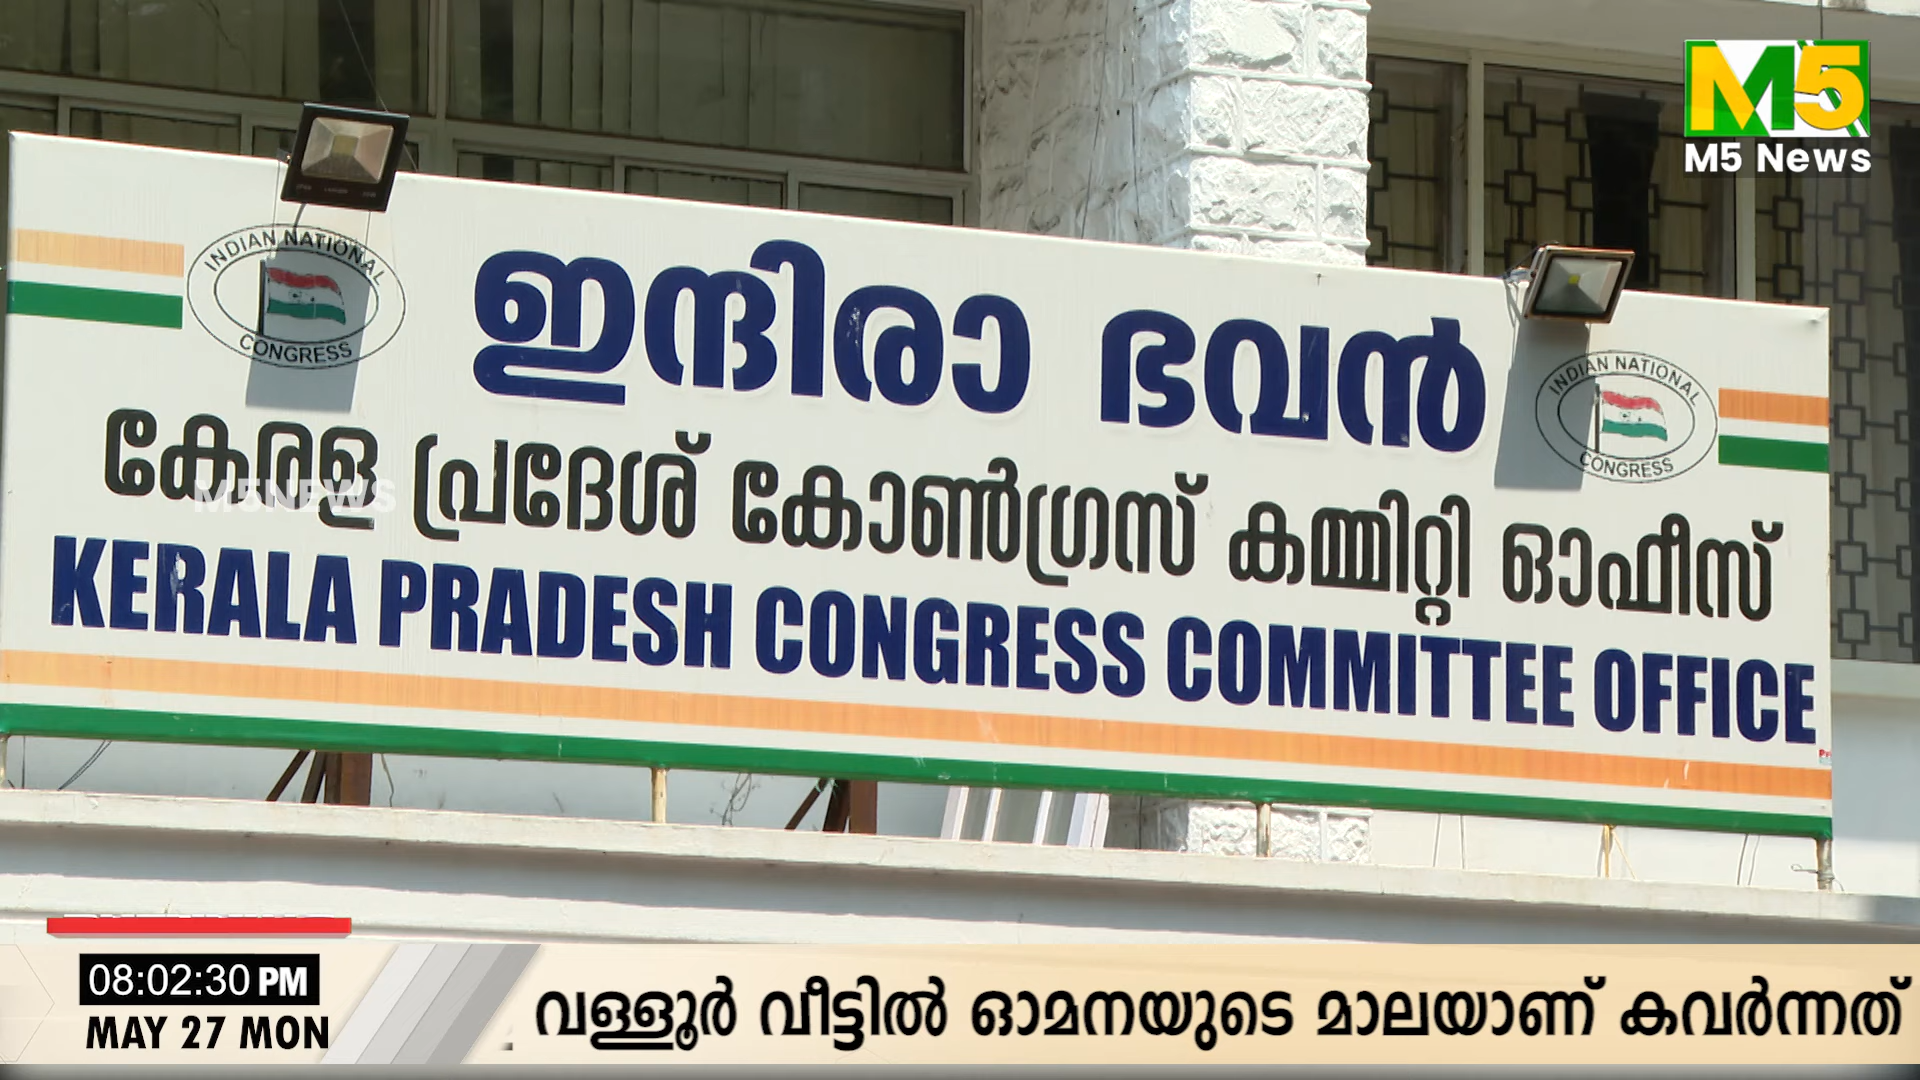 M5
M5 News
INDIAN NATIONAL
CONGRESS
ഇന്ദിരാ ഭവൻ
INDIAN NATIONAL
CONGRESS
കേരള പ്രദേശ് കോൺഗ്രസ് കമ്മിറ്റി ഓഫീസ്
M5NEWS
KERALA PRADESH CONGRESS COMMITTEE OFFICE
08:02:30 PM
MAY 27 MON
വള്ളൂർ വീട്ടിൽ ഓമനയുടെ മാലയാണ് കവർന്നത്